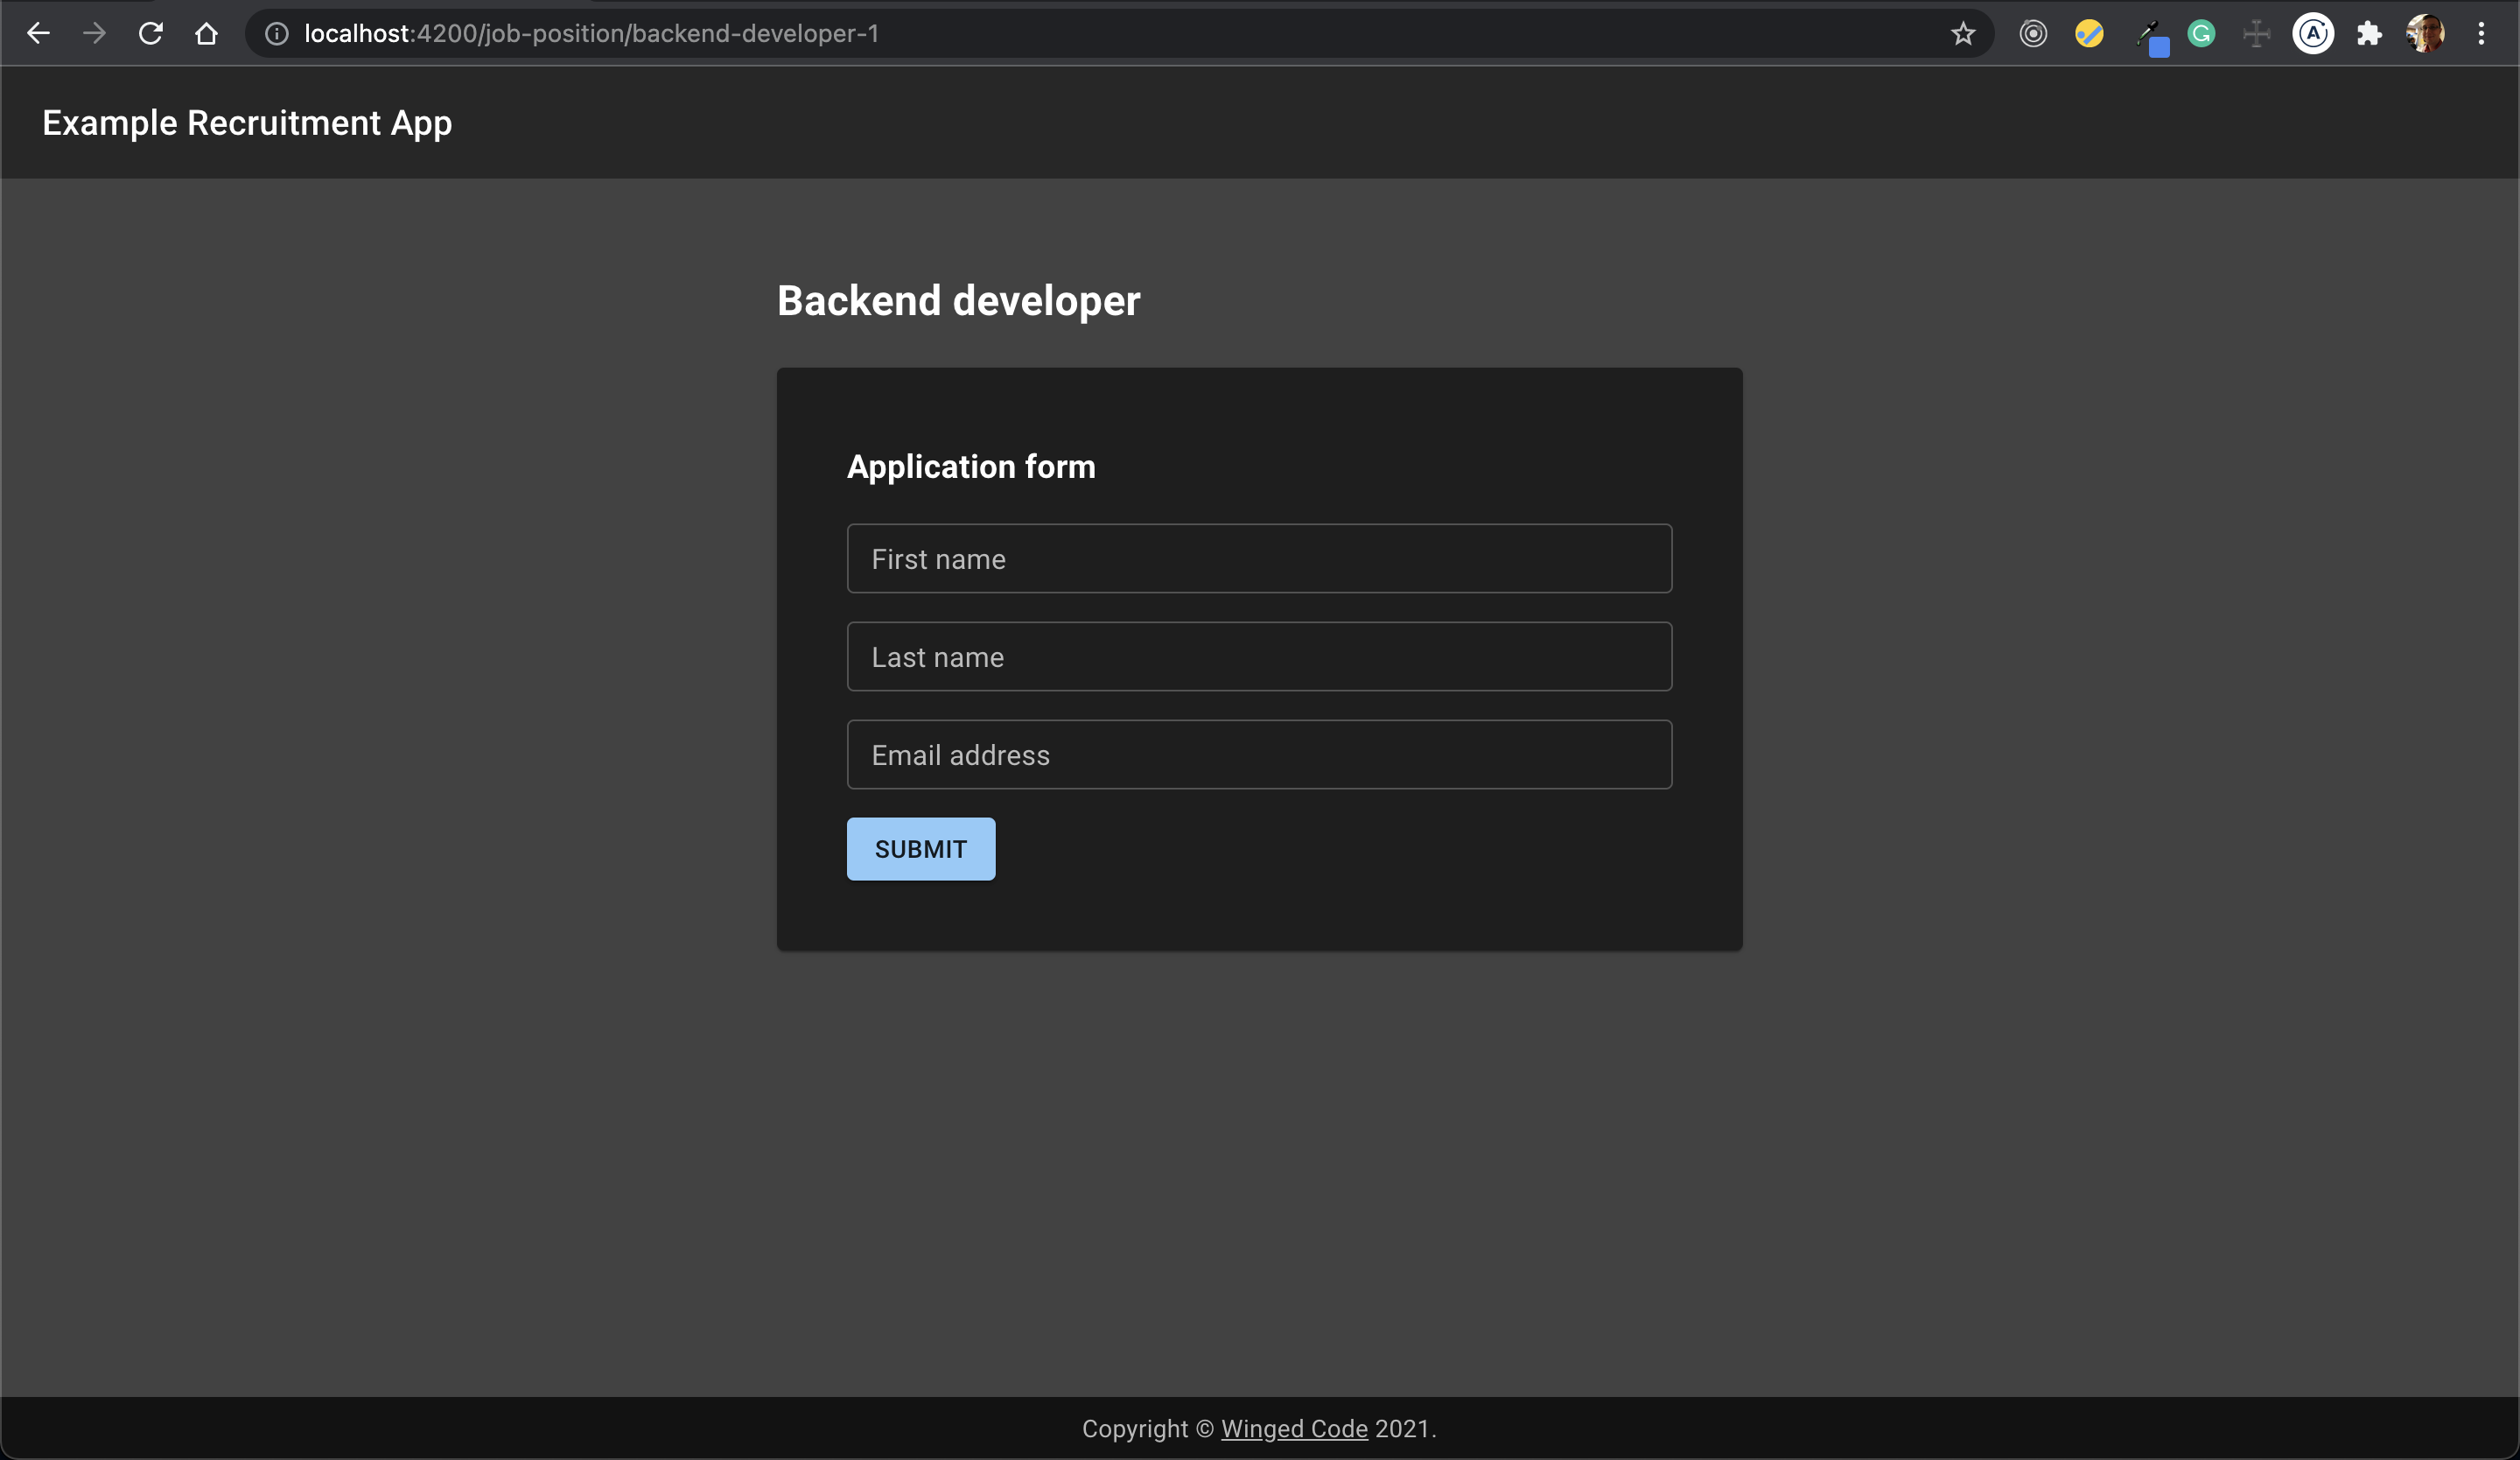 localhost:4200/job-position/backend-developer-1
Example Recruitment App
Backend developer
Application form
First name
Last name
Email address
SUBMIT
Copyright © Winged Code 2021.